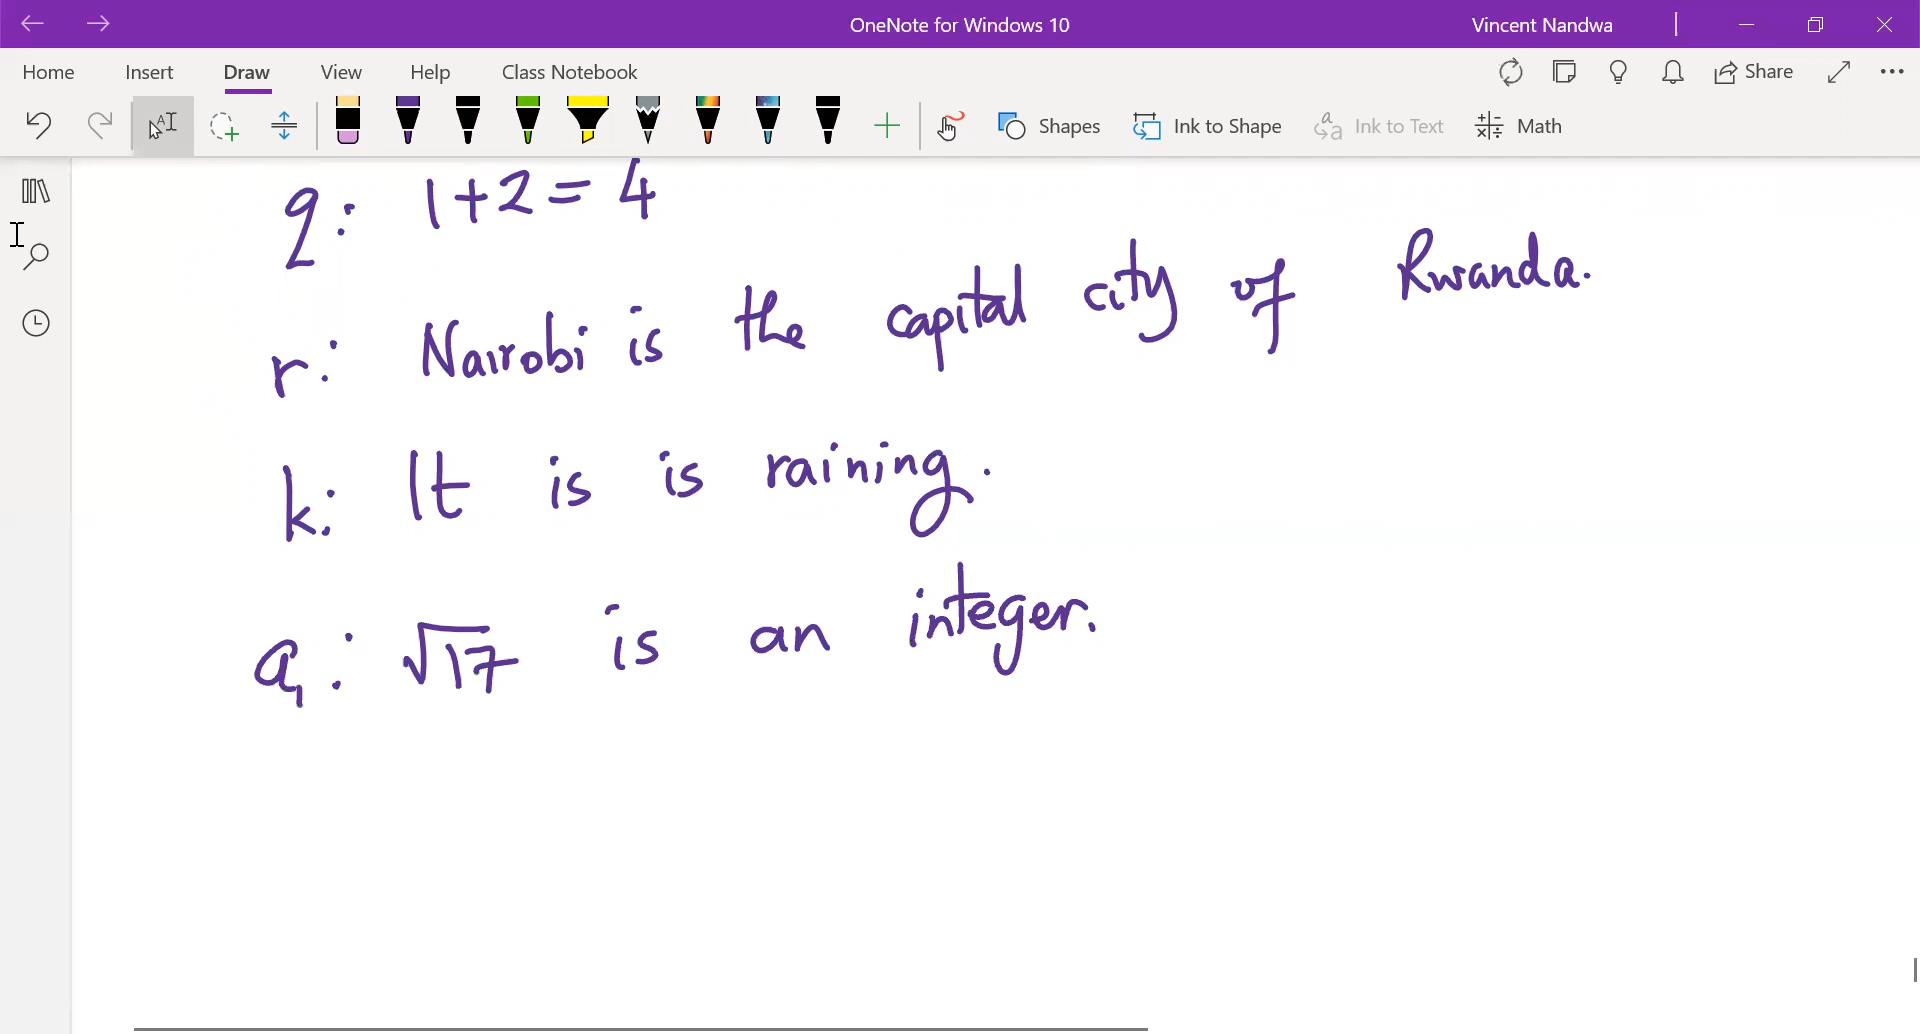 OneNote for Windows 10
Vincent Nandwa
Home Insert Draw View Help Class Notebook
Share
Shapes Ink to Shape Ink to Text Math
q: 1+2=4
r: Nairobi is the capital city of Rwanda.
k: It is is raining.
a₁: √17 is an integer.